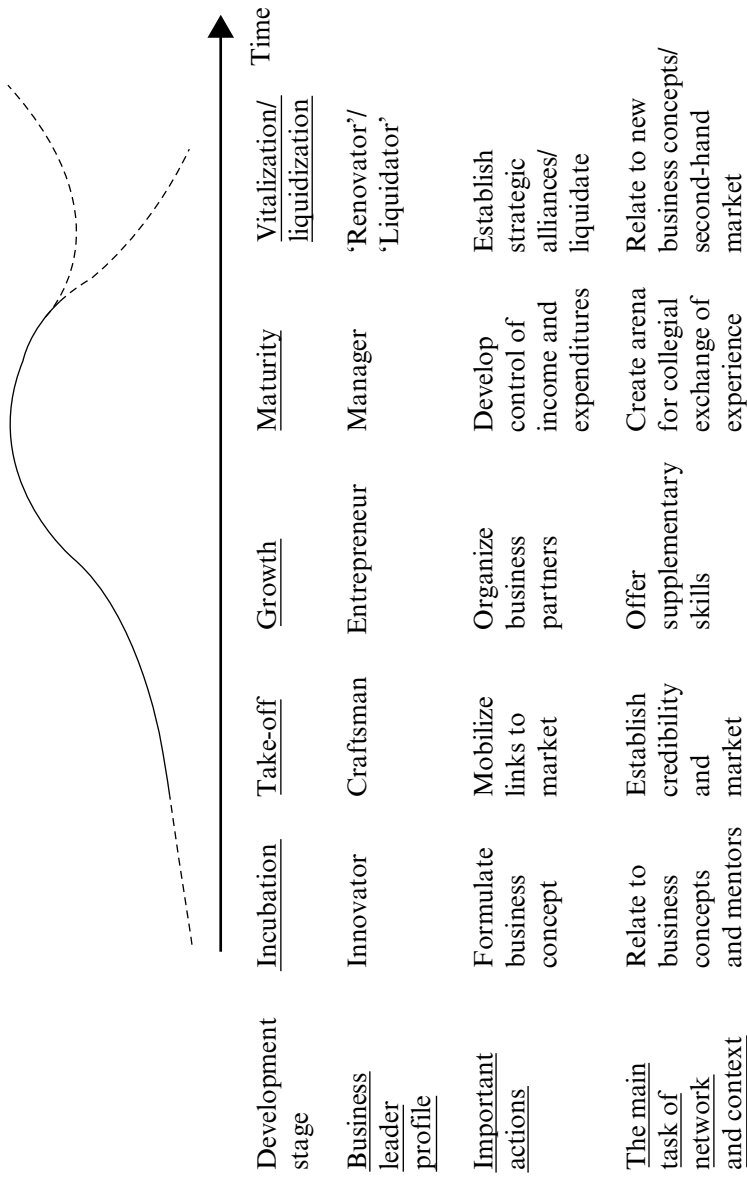 Time
Development
stage
Incubation
Take-off
Growth
Maturity
Vitalization/
liquidization
Business
leader
profile
Innovator
Craftsman
Entrepreneur
Manager
‘Renovator’/
‘Liquidator’
Important
actions
Formulate
business
concept
Mobilize
links to
market
Organize
business
partners
Develop
control of
income and
expenditures
Establish
strategic
alliances/
liquidate
The main
task of
network
and context
Relate to
business
concepts
and mentors
Establish
credibility
and
market
Offer
supplementary
skills
Create arena
for collegial
exchange of
experience
Relate to new
business concepts/
second-hand
market